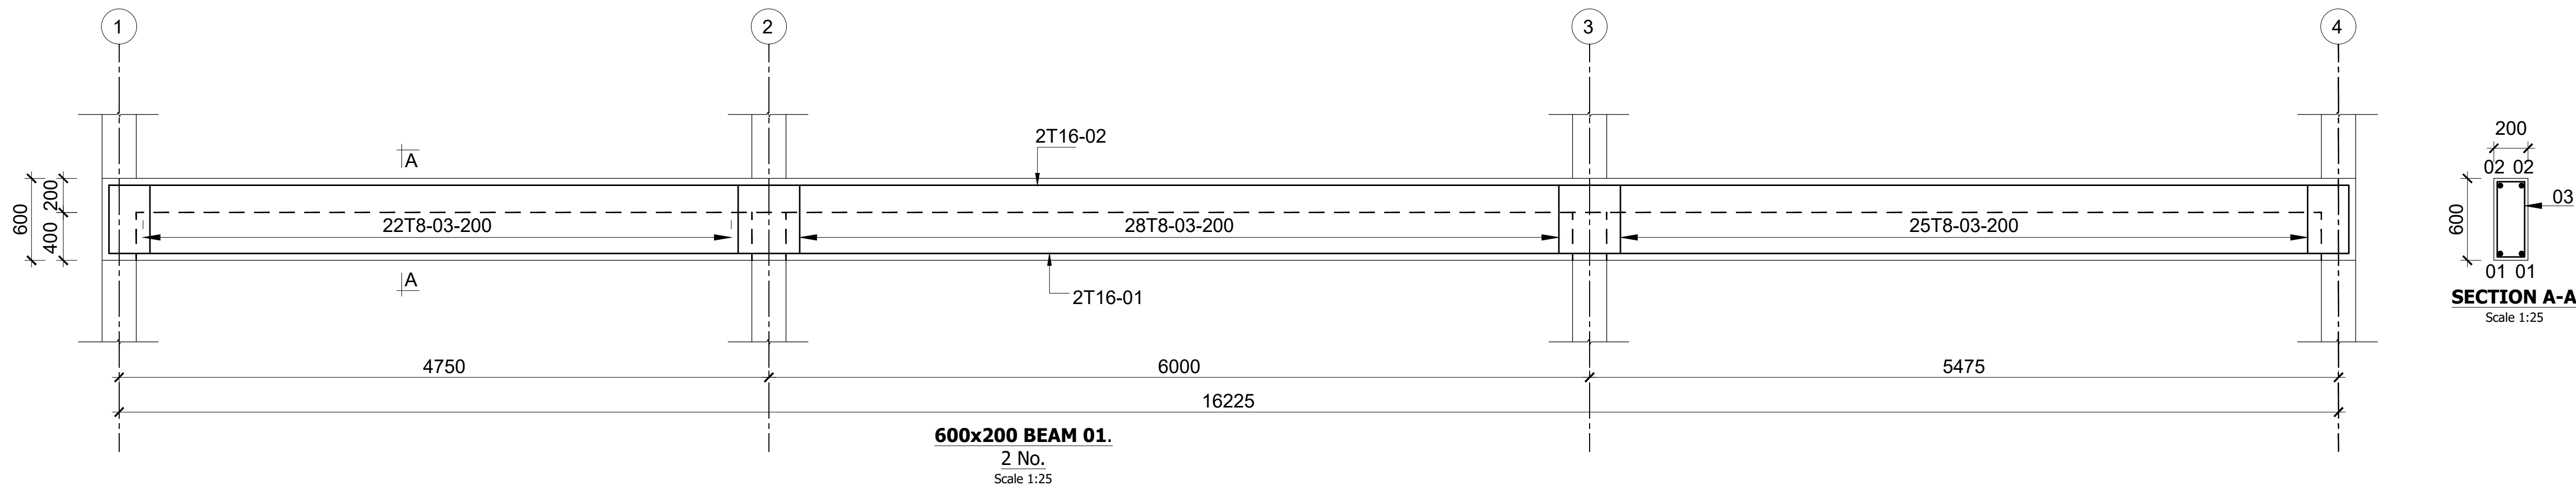 1
2
3
4
2T16-02
A
200
02 02
600
200
400
22T8-03-200
28T8-03-200
25T8-03-200
600
03
A
2T16-01
01 01
SECTION A-A
Scale 1:25
4750
6000
5475
16225
600x200 BEAM 01.
2 No.
Scale 1:25